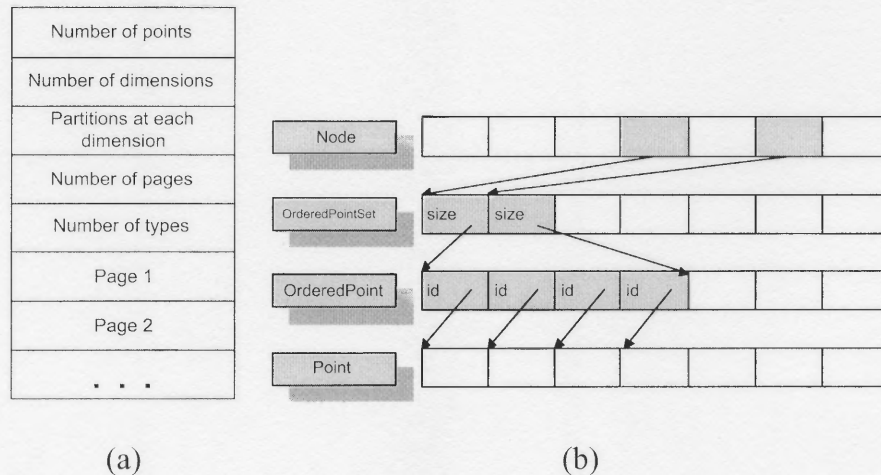 Number of points
Number of dimensions
Partitions at each
dimension
Number of pages
Number of types
Page 1
Page 2
. . .
(a)
Node
OrderedPointSet
size size
OrderedPoint
id id id id
Point
(b)